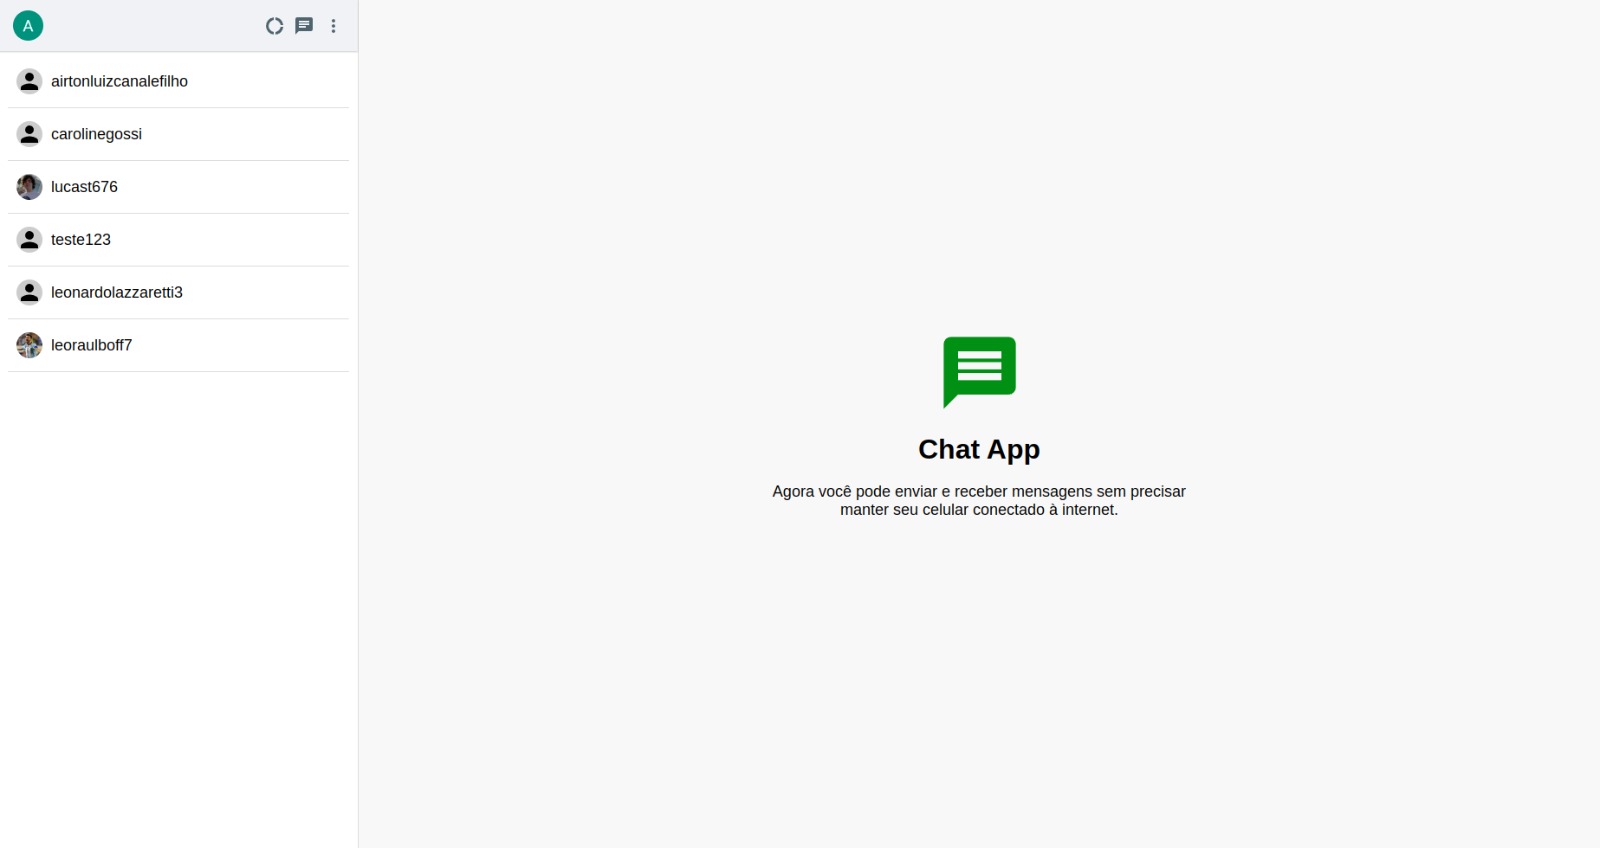 A
airtonluizcanalefilho
carolinegossi
lucast676
teste123
leonardolazzaretti3
leoraulboff7
Chat App
Agora você pode enviar e receber mensagens sem precisar
manter seu celular conectado à internet.